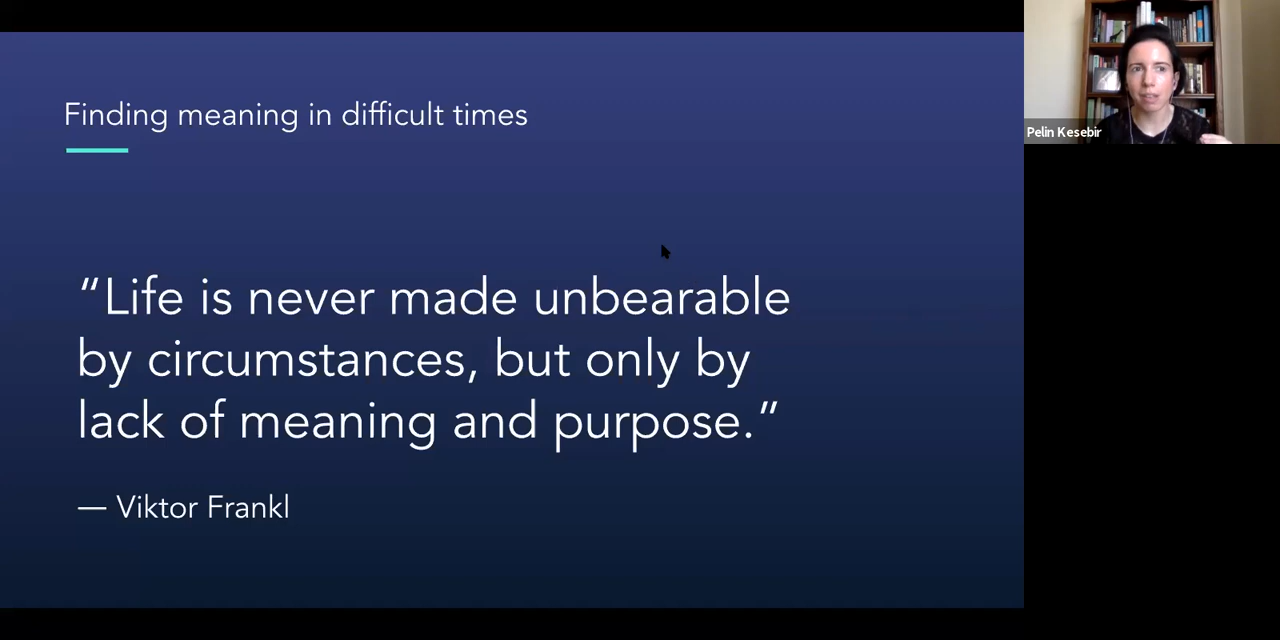 Finding meaning in difficult times
“Life is never made unbearable
by circumstances, but only by
lack of meaning and purpose.”
— Viktor Frankl
Pelin Kesebir